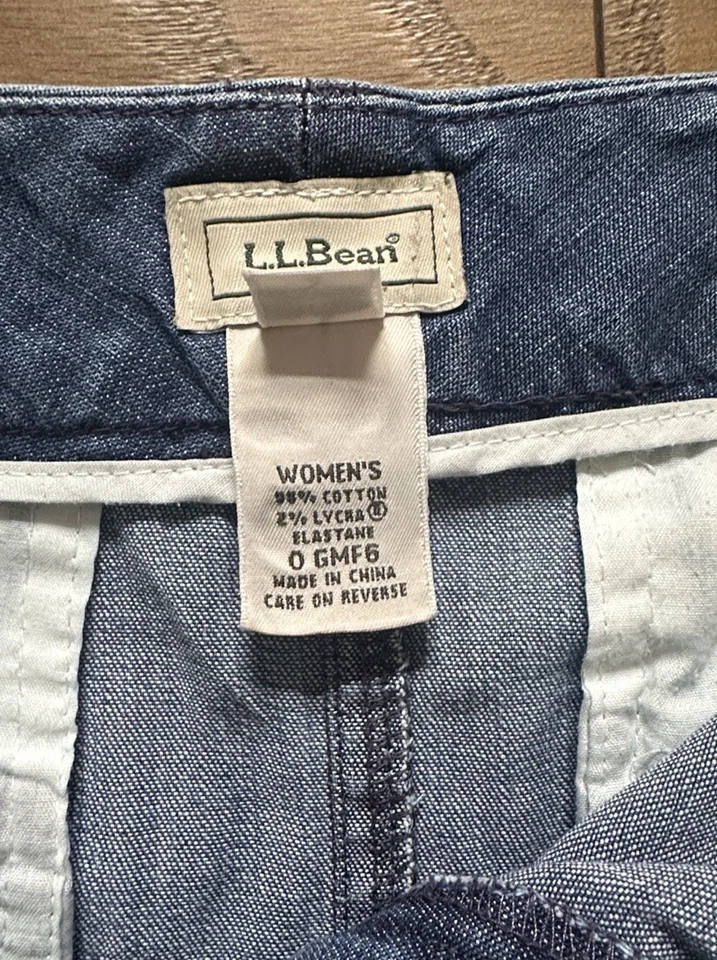 L.L.Bean®
WOMEN'S
98% COTTON
2% LYCRA®
ELASTANE
0 GMF6
MADE IN CHINA
CARE ON REVERSE